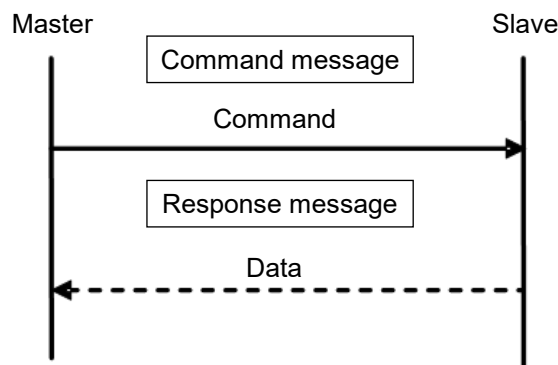 Master
Slave
Command message
Command
Response message
Data